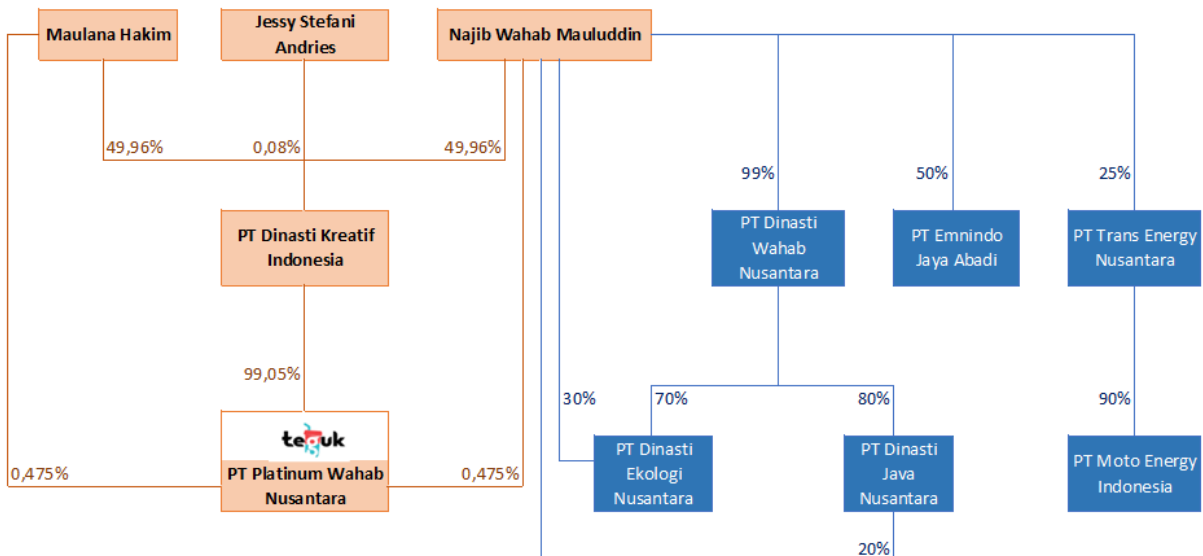 Maulana Hakim
Jessy Stefani
Andries
Najib Wahab Mauluddin
49,96%
0,08%
49,96%
99%
50%
25%
PT Dinasti Kreatif
Indonesia
PT Dinasti
Wahab
Nusantara
PT Emnindo
Jaya Abadi
PT Trans Energy
Nusantara
99,05%
30%
70%
80%
90%
teguk
PT Platinum Wahab
Nusantara
0,475%
0,475%
PT Dinasti
Ekologi
Nusantara
PT Dinasti
Java
Nusantara
PT Moto Energy
Indonesia
20%